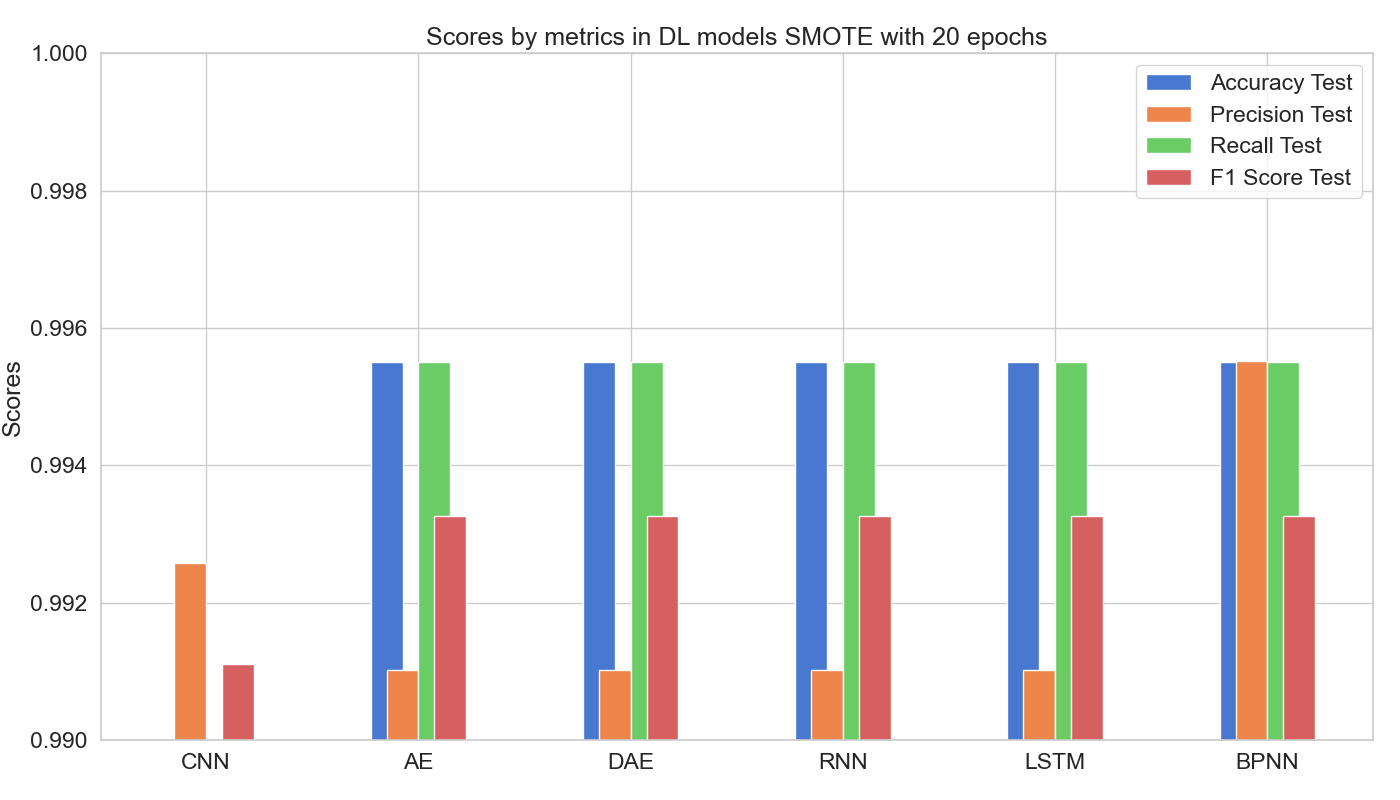 Scores by metrics in DL models SMOTE with 20 epochs
1.000
0.998
0.996
0.994
0.992
0.990
Scores
Accuracy Test
Precision Test
Recall Test
F1 Score Test
CNN
AE
DAE
RNN
LSTM
BPNN